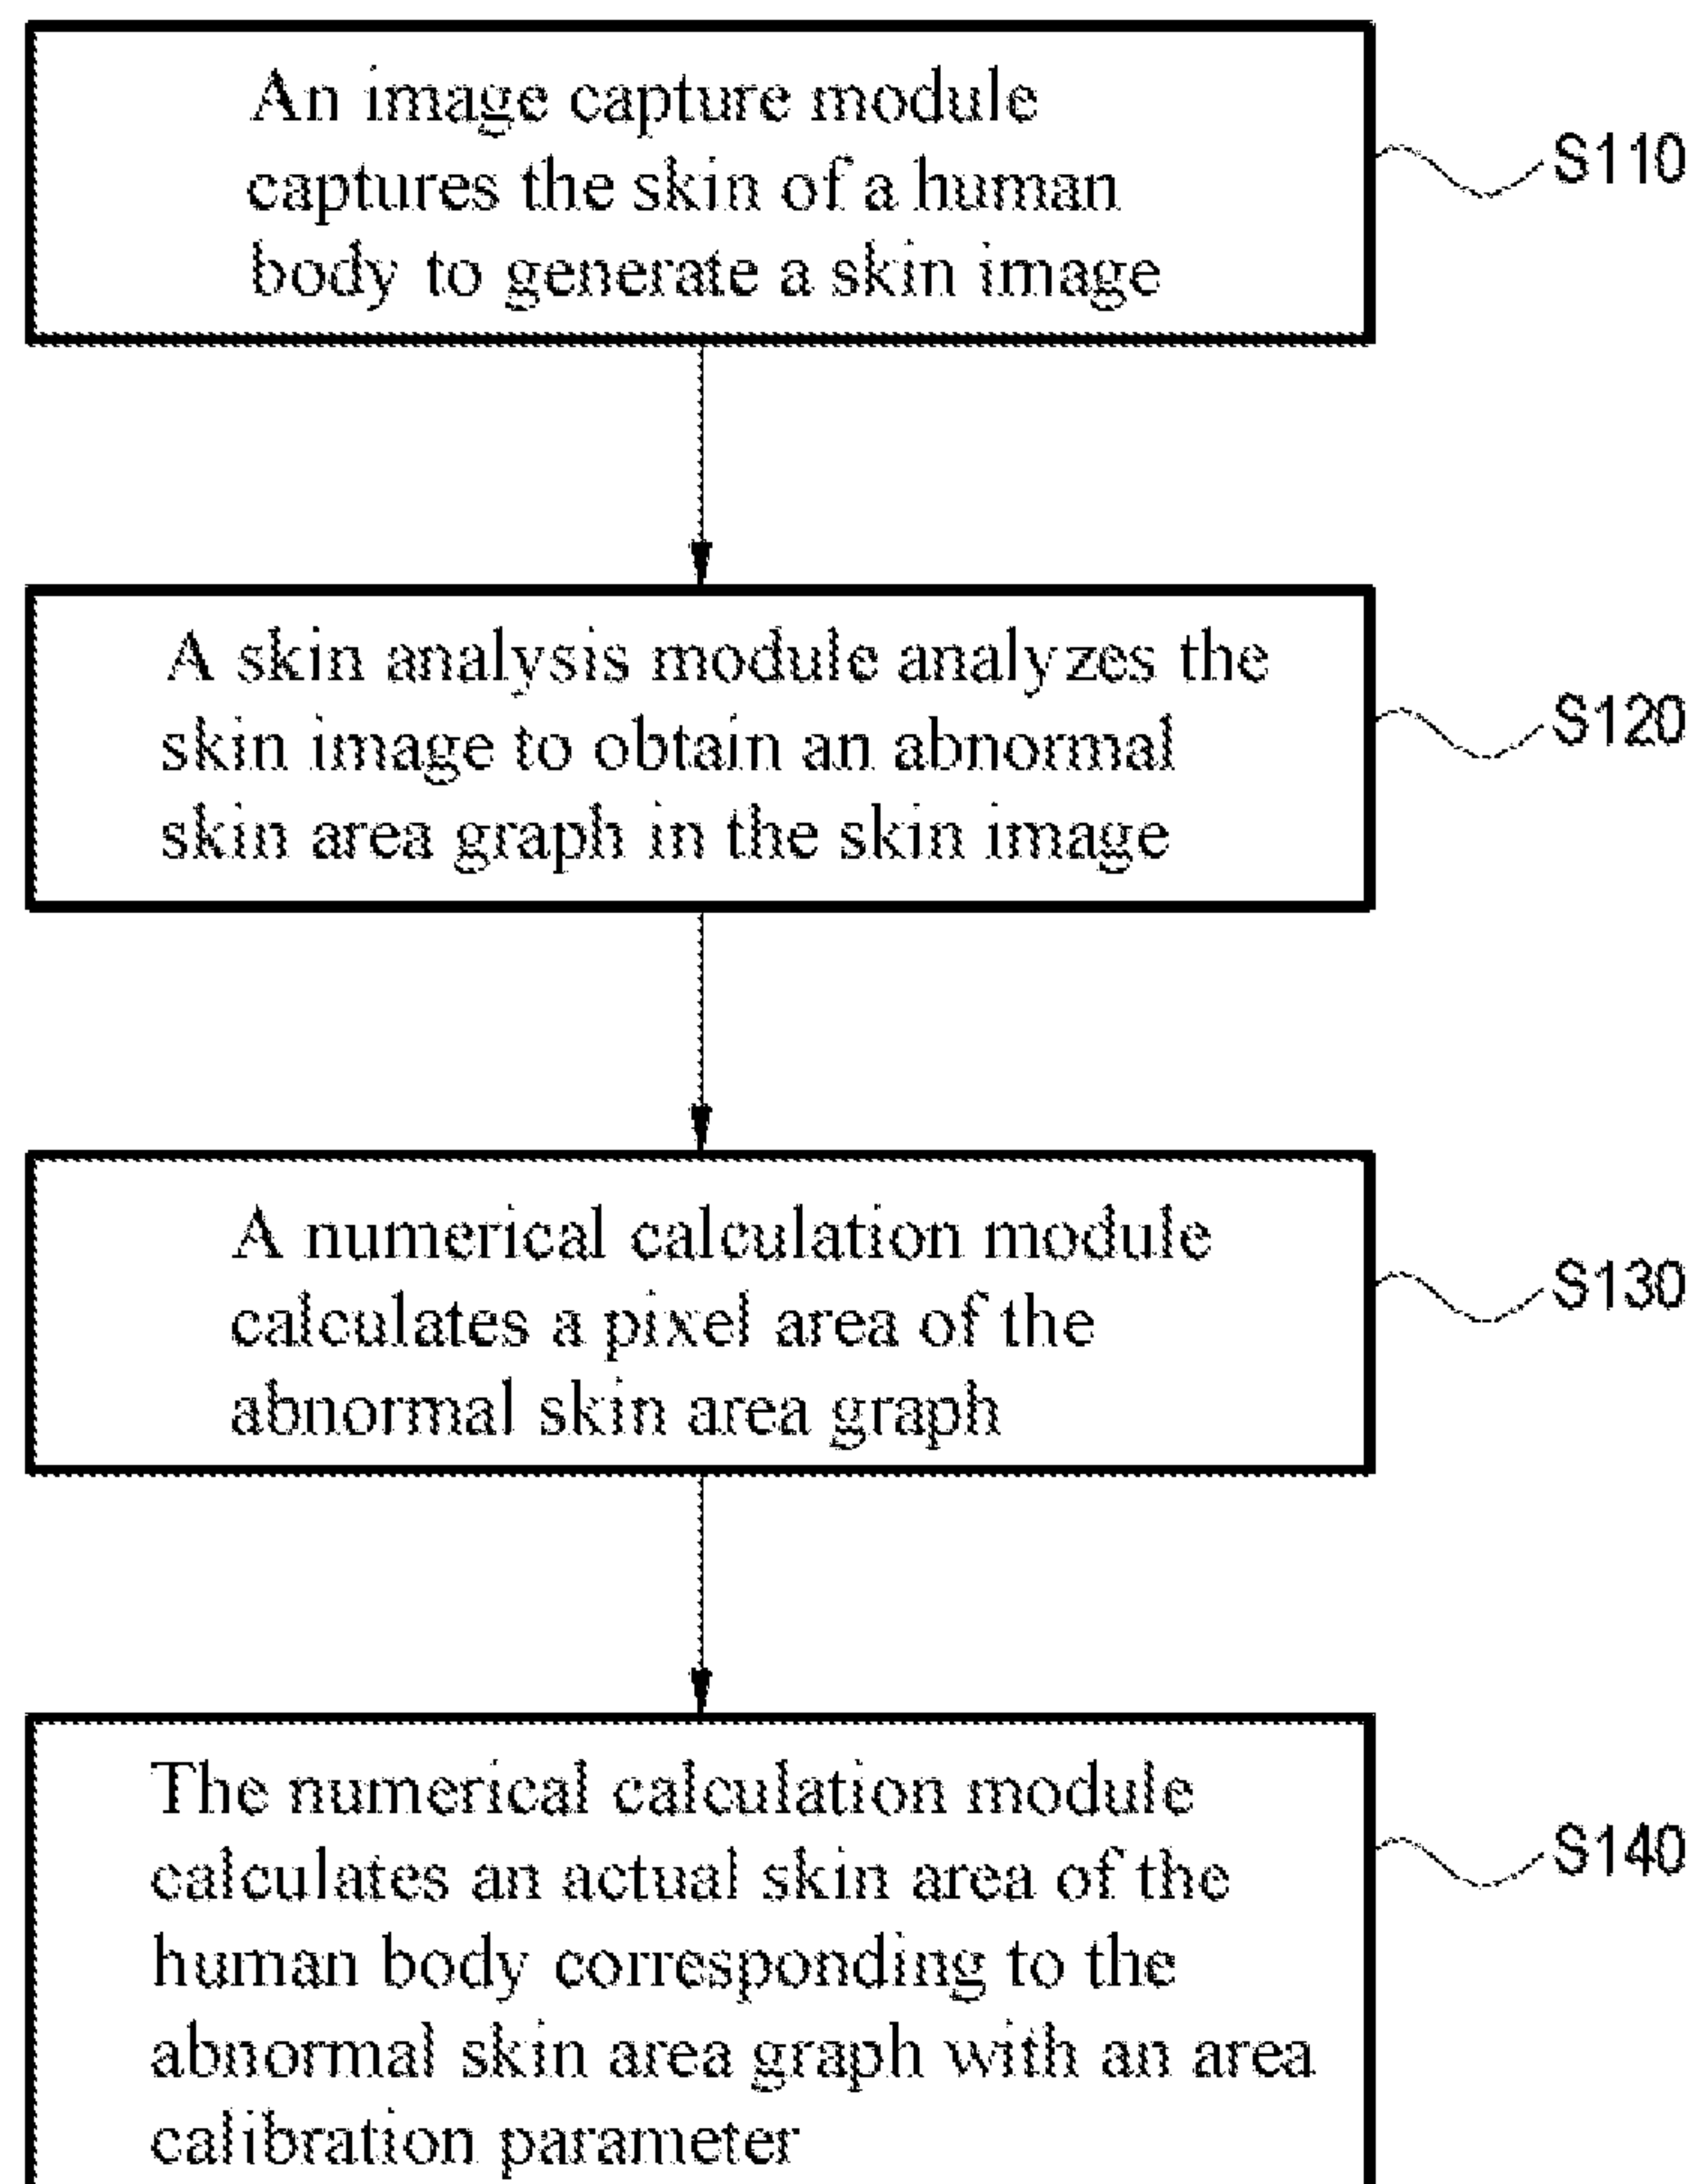 An image capture module
captures the skin of a human
body to generate a skin image
S110
A skin analysis module analyzes the
skin image to obtain an abnormal
skin area graph in the skin image
S120
A numerical calculation module
calculates a pixel area of the
abnormal skin area graph
S130
The numerical calculation module
calculates an actual skin area of the
human body corresponding to the
abnormal skin area graph with an area
calibration parameter
S140